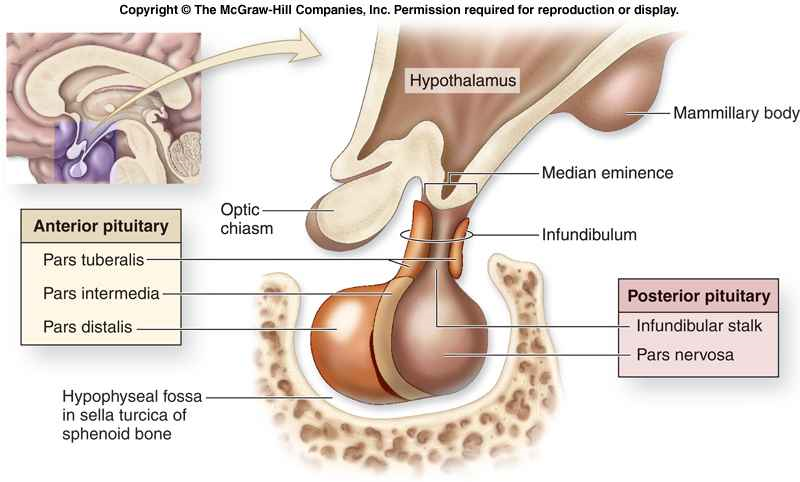 Copyright © The McGraw-Hill Companies, Inc. Permission required for reproduction or display.
Hypothalamus
Mammillary body
Median eminence
Optic
chiasm
Infundibulum
Anterior pituitary
Pars tuberalis
Pars intermedia
Pars distalis
Posterior pituitary
Infundibular stalk
Pars nervosa
Hypophyseal fossa
in sella turcica of
sphenoid bone